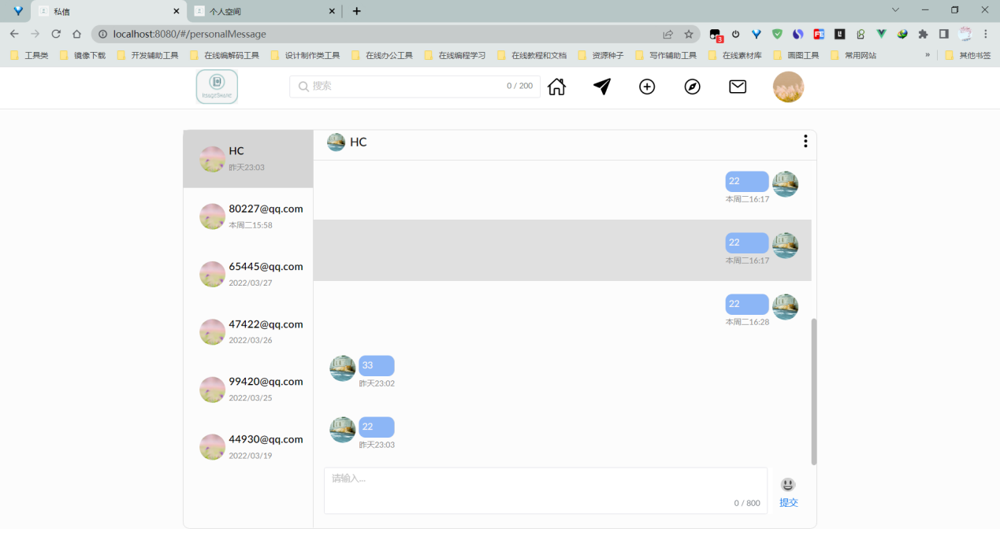 私信
个人空间
localhost:8080/#/personalMessage
3
工具类
镜像下载
开发辅助工具
在线编解码工具
设计制作类工具
在线办公工具
在线编程学习
在线教程和文档
资源种子
写作辅助工具
在线素材库
画图工具
常用网站
»
其他书签
搜索
0 / 200
HC
昨天23:03
80227@qq.com
本周二15:58
65445@qq.com
2022/03/27
47422@qq.com
2022/03/26
99420@qq.com
2022/03/25
44930@qq.com
2022/03/19
HC
22
本周二16:17
22
本周二16:17
22
本周二16:28
33
昨天23:02
22
昨天23:03
请输入...
0 / 800
提交